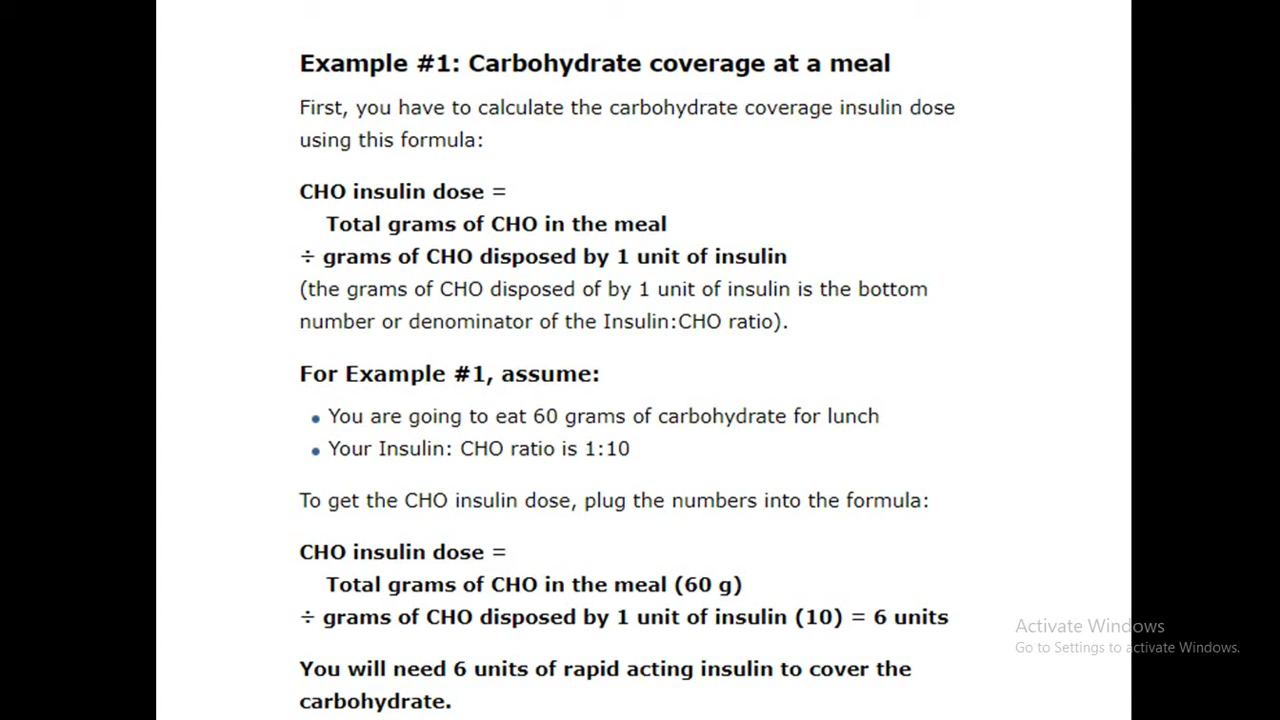 Example #1: Carbohydrate coverage at a meal
First, you have to calculate the carbohydrate coverage insulin dose
using this formula:
CHO insulin dose =
Total grams of CHO in the meal
÷ grams of CHO disposed by 1 unit of insulin
(the grams of CHO disposed of by 1 unit of insulin is the bottom
number or denominator of the Insulin:CHO ratio).
For Example #1, assume:
• You are going to eat 60 grams of carbohydrate for lunch
• Your Insulin: CHO ratio is 1:10
To get the CHO insulin dose, plug the numbers into the formula:
CHO insulin dose =
Total grams of CHO in the meal (60 g)
÷ grams of CHO disposed by 1 unit of insulin (10) = 6 units
You will need 6 units of rapid acting insulin to cover the
carbohydrate.
Activate Windows
Go to Settings to activate Windows.